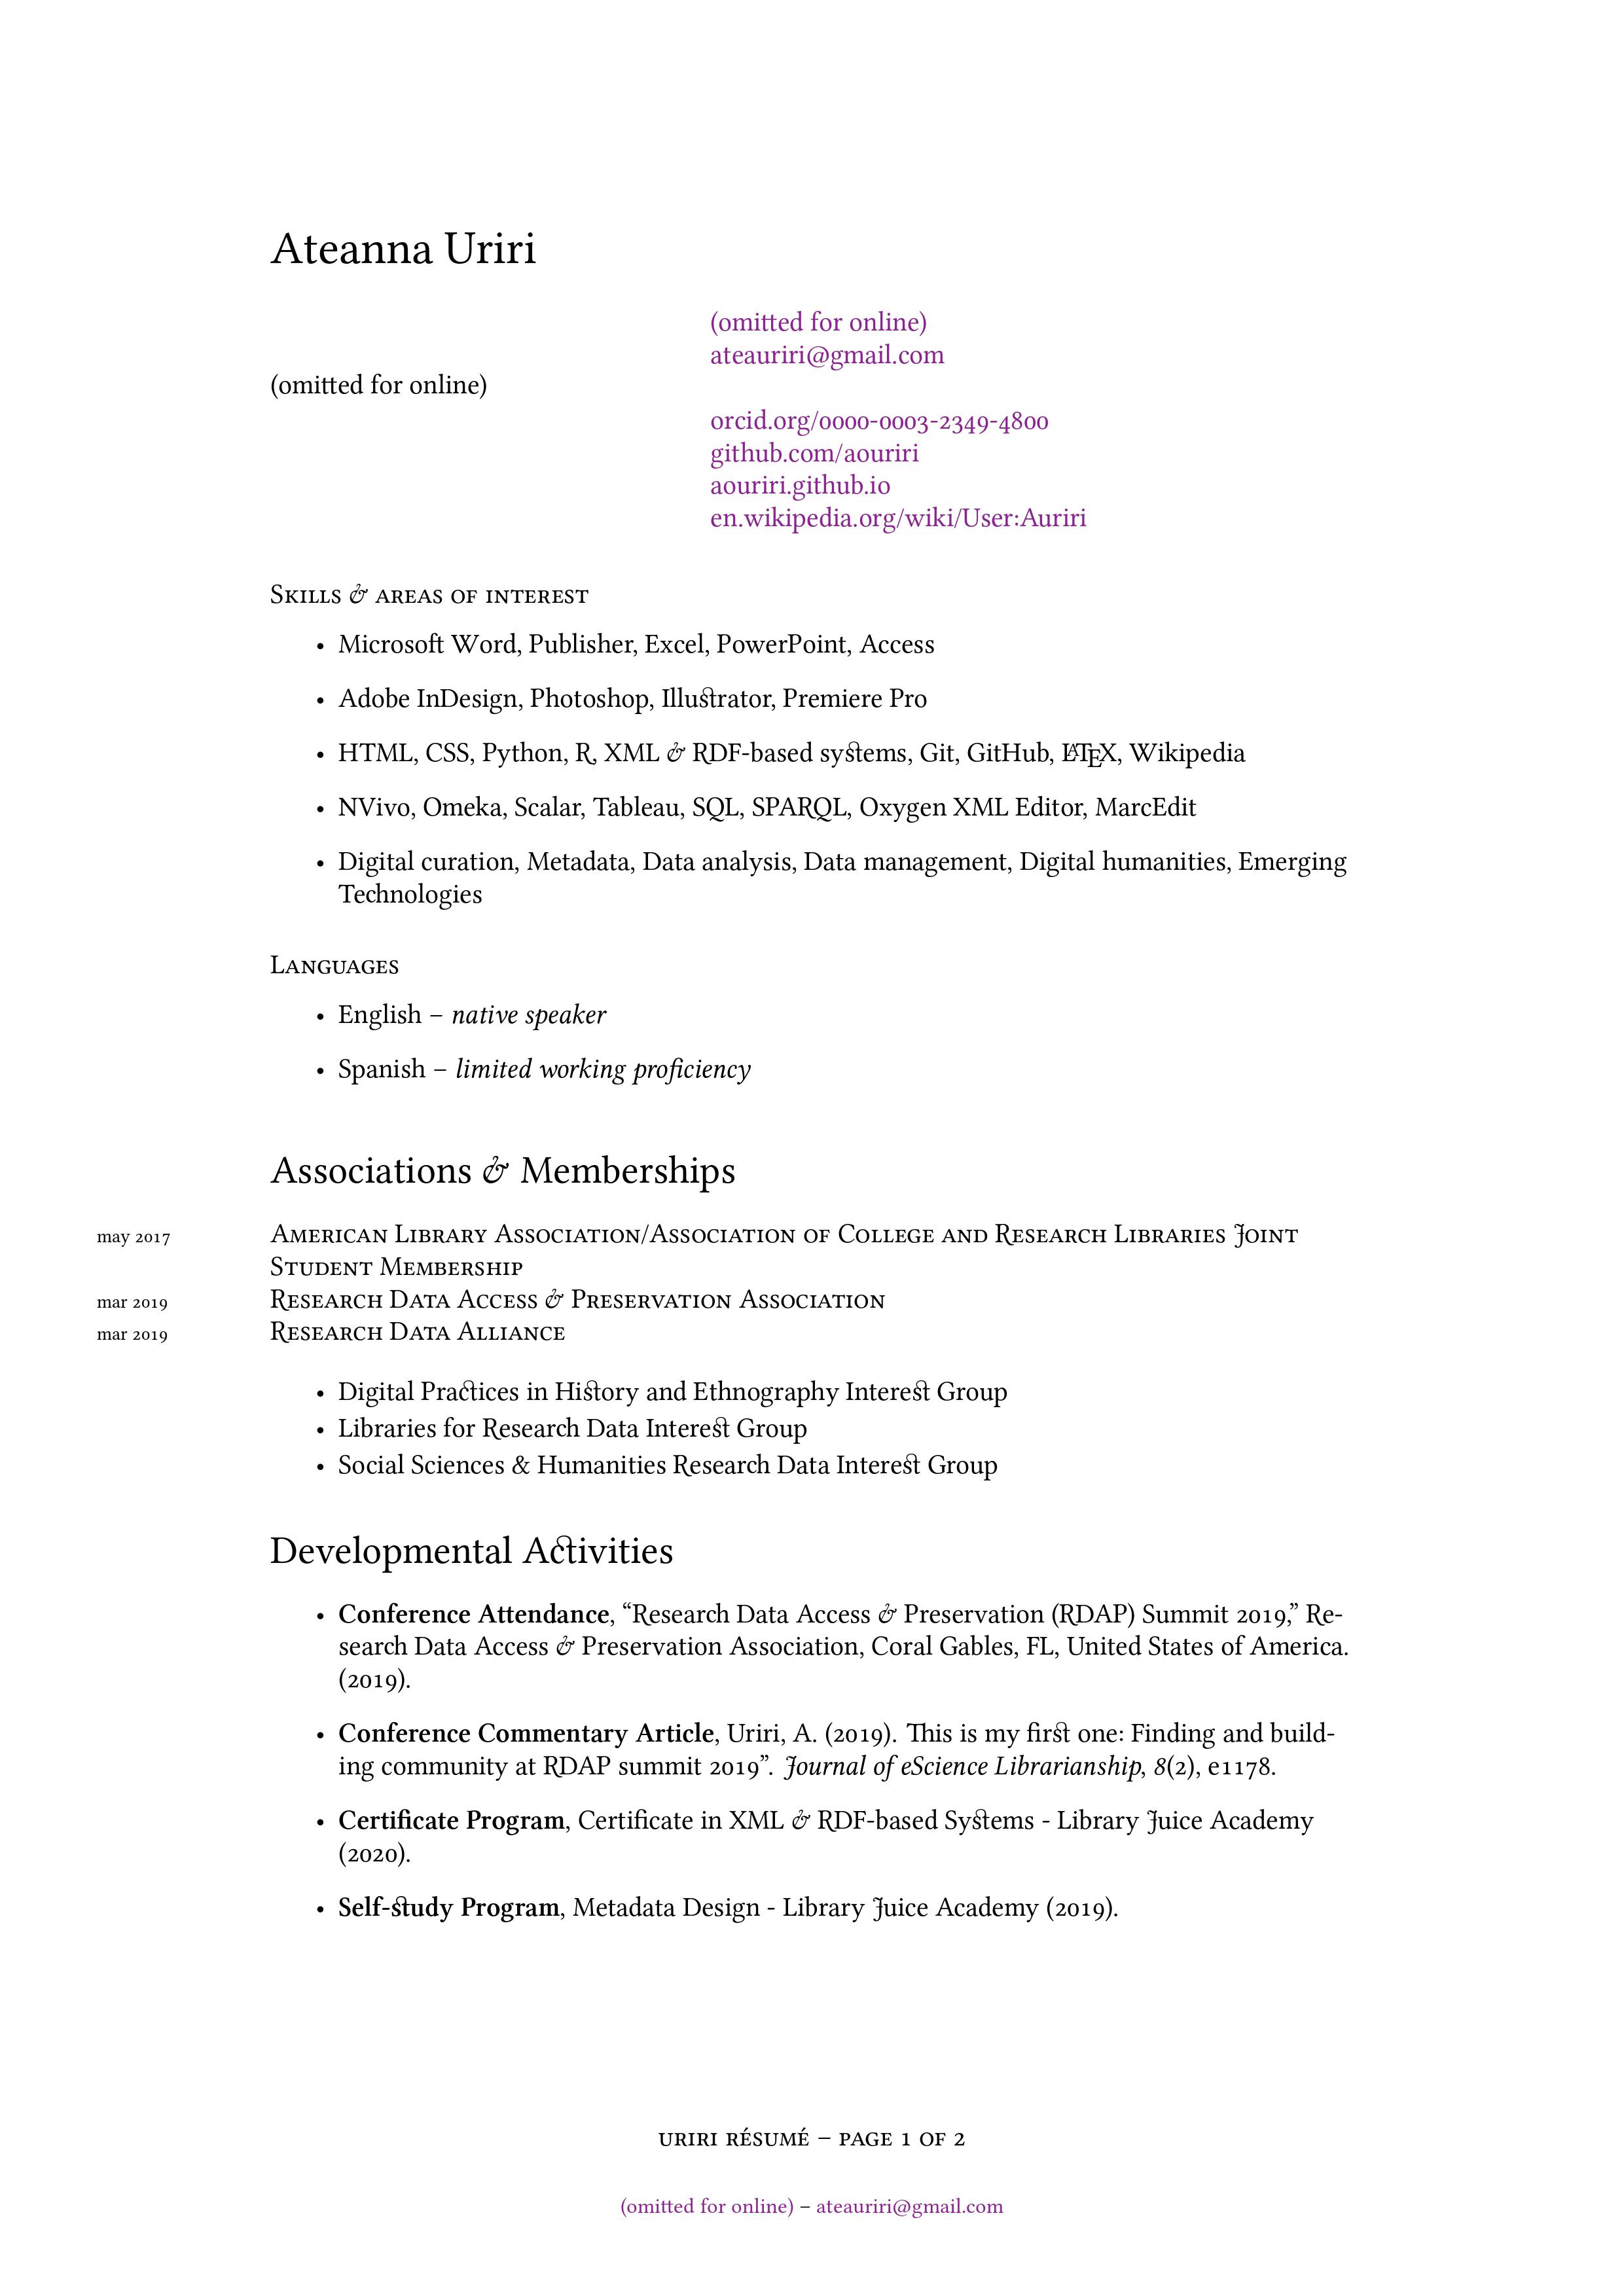 Ateanna Uriri
(omitted for online)
ateauriri@gmail.com
(omitted for online)
orcid.org/0000-0003-2349-4800
github.com/aouriri
aouriri.github.io
en.wikipedia.org/wiki/User:Auriri
Skills & areas of interest
• Microsoft Word, Publisher, Excel, PowerPoint, Access
• Adobe InDesign, Photoshop, Illustrator, Premiere Pro
• HTML, CSS, Python, R, XML & RDF-based systems, Git, GitHub, LATEX, Wikipedia
• NVivo, Omeka, Scalar, Tableau, SQL, SPARQL, Oxygen XML Editor, MarcEdit
• Digital curation, Metadata, Data analysis, Data management, Digital humanities, Emerging
Technologies
Languages
• English – native speaker
• Spanish – limited working proficiency
Associations & Memberships
may 2017 American Library Association/Association of College and Research Libraries Joint
Student Membership
mar 2019 Research Data Access & Preservation Association
mar 2019 Research Data Alliance
• Digital Practices in History and Ethnography Interest Group
• Libraries for Research Data Interest Group
• Social Sciences & Humanities Research Data Interest Group
Developmental Activities
• Conference Attendance, “Research Data Access & Preservation (RDAP) Summit 2019,” Re-
search Data Access & Preservation Association, Coral Gables, FL, United States of America.
(2019).
• Conference Commentary Article, Uriri, A. (2019). This is my first one: Finding and build-
ing community at RDAP summit 2019”. Journal of eScience Librarianship, 8(2), e1178.
• Certificate Program, Certificate in XML & RDF-based Systems - Library Juice Academy
(2020).
• Self-study Program, Metadata Design - Library Juice Academy (2019).
uriri résumé – page 1 of 2
(omitted for online) – ateauriri@gmail.com